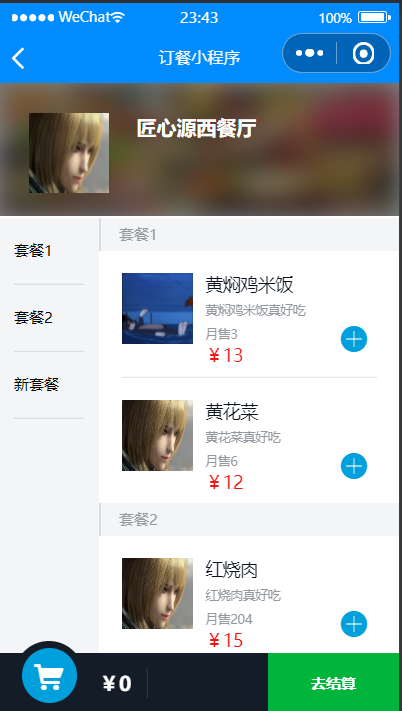 WeChat 23:43 100%
订餐小程序
匠心源西餐厅
套餐1
套餐2
新套餐
套餐1
黄焖鸡米饭
黄焖鸡米饭真好吃
月售3
￥13
黄花菜
黄花菜真好吃
月售6
￥12
套餐2
红烧肉
红烧肉真好吃
月售204
￥15
￥0
去结算